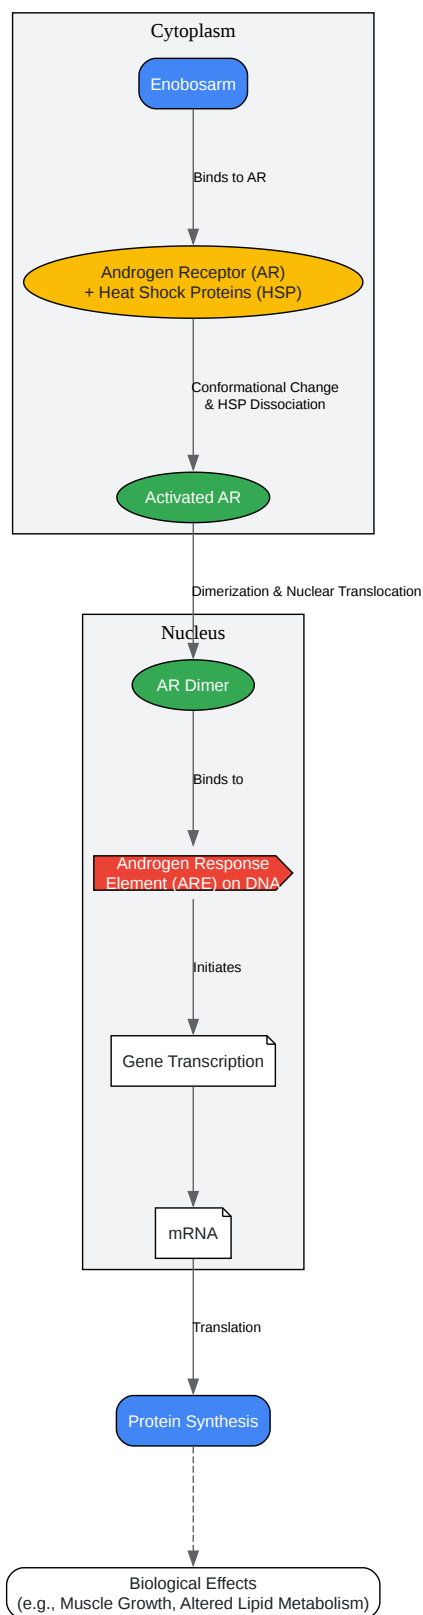 Cytoplasm
Enobosarm
Binds to AR
Androgen Receptor (AR)
+ Heat Shock Proteins (HSP)
Conformational Change
& HSP Dissociation
Activated AR
Dimerization & Nuclear Translocation
Nucleus
AR Dimer
Binds to
Androgen Response
Element (ARE) on DNA
Initiates
Gene Transcription
mRNA
Translation
Protein Synthesis
Biological Effects
(e.g., Muscle Growth, Altered Lipid Metabolism)